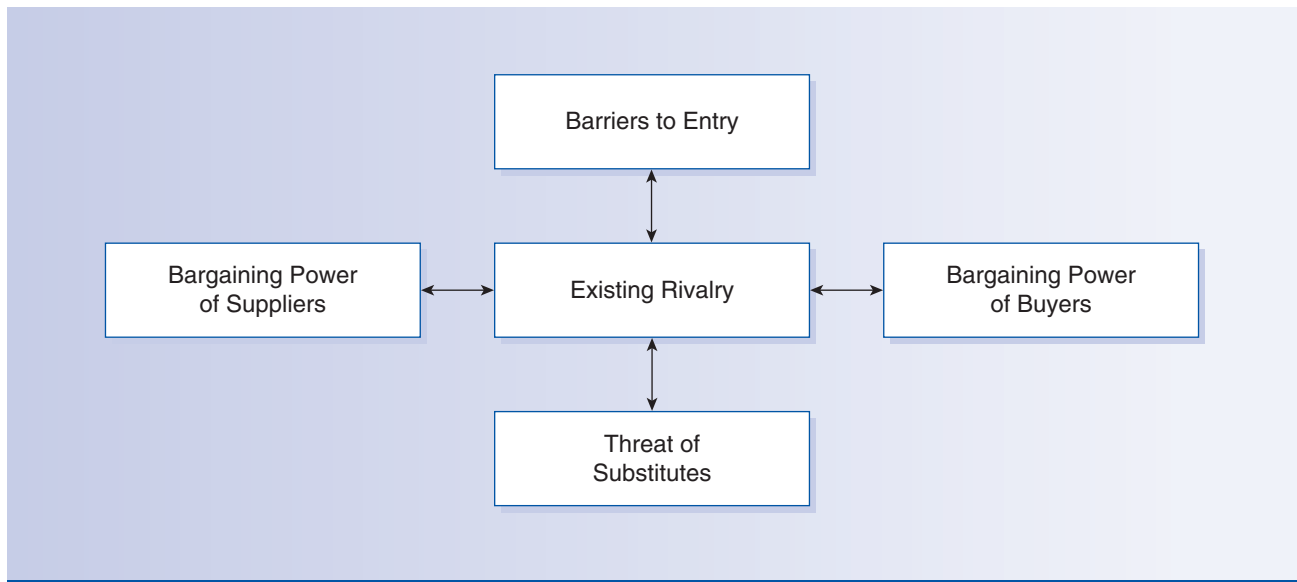 Barriers to Entry
Bargaining Power
of Suppliers
Existing Rivalry
Bargaining Power
of Buyers
Threat of
Substitutes